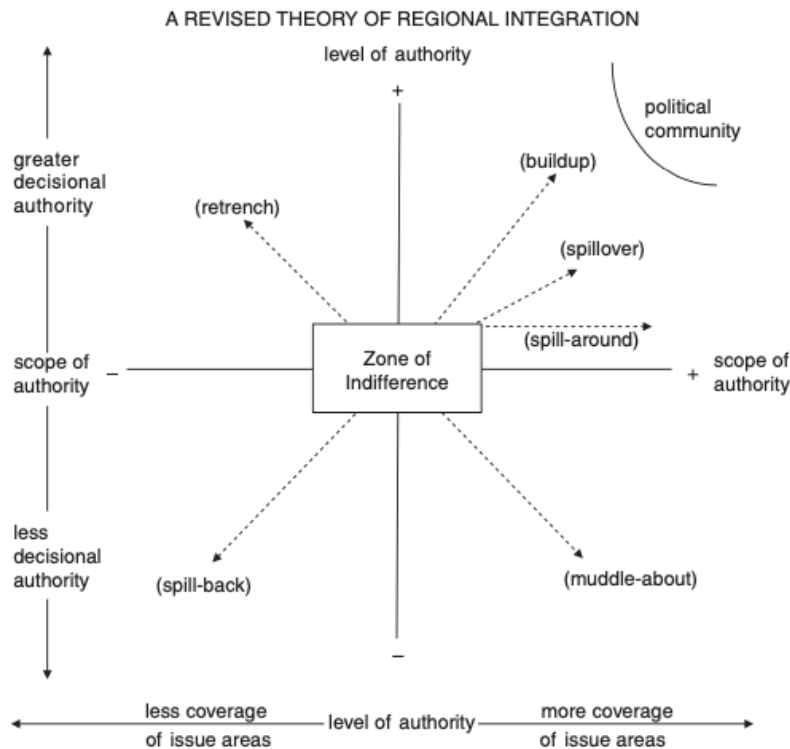 A REVISED THEORY OF REGIONAL INTEGRATION
level of authority
+
political
community
greater
decisional
authority
(buildup)
(retrench)
(spillover)
(spill-around)
Zone of
Indifference
scope of
authority
–
+
scope of
authority
less
decisional
authority
(spill-back)
(muddle-about)
–
less coverage
of issue areas
level of authority
more coverage
of issue areas